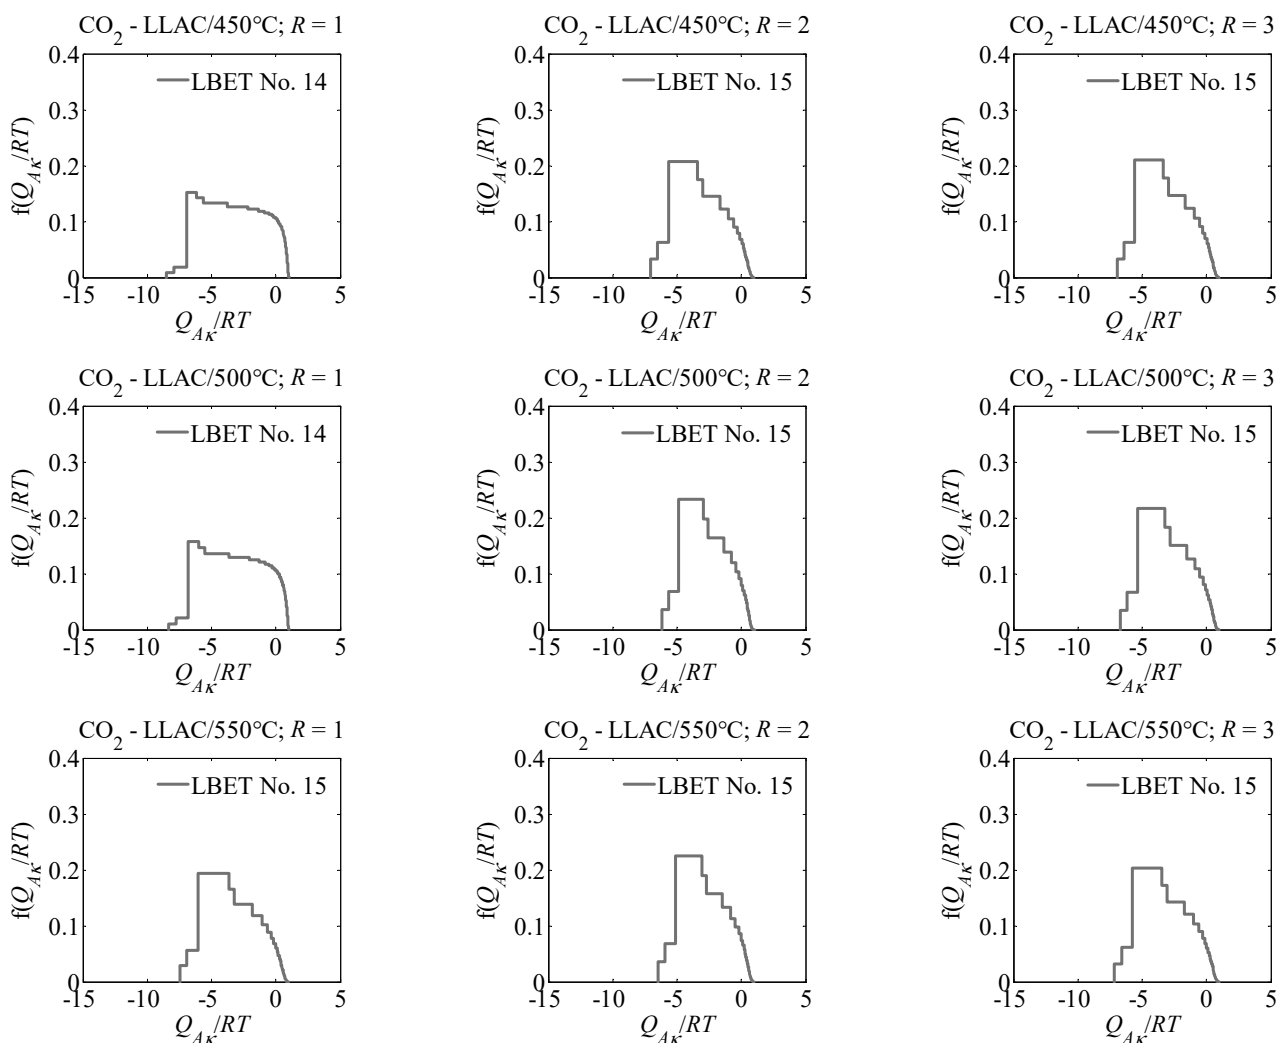 CO2 - LLAC/450°C; R = 1
LBET No. 14
f(QAκ/RT)
0.4
0.3
0.2
0.1
0
-15 -10 -5 0 5
QAκ/RT
CO2 - LLAC/450°C; R = 2
LBET No. 15
f(QAκ/RT)
0.4
0.3
0.2
0.1
0
-15 -10 -5 0 5
QAκ/RT
CO2 - LLAC/450°C; R = 3
LBET No. 15
f(QAκ/RT)
0.4
0.3
0.2
0.1
0
-15 -10 -5 0 5
QAκ/RT
CO2 - LLAC/500°C; R = 1
LBET No. 14
f(QAκ/RT)
0.4
0.3
0.2
0.1
0
-15 -10 -5 0 5
QAκ/RT
CO2 - LLAC/500°C; R = 2
LBET No. 15
f(QAκ/RT)
0.4
0.3
0.2
0.1
0
-15 -10 -5 0 5
QAκ/RT
CO2 - LLAC/500°C; R = 3
LBET No. 15
f(QAκ/RT)
0.4
0.3
0.2
0.1
0
-15 -10 -5 0 5
QAκ/RT
CO2 - LLAC/550°C; R = 1
LBET No. 15
f(QAκ/RT)
0.4
0.3
0.2
0.1
0
-15 -10 -5 0 5
QAκ/RT
CO2 - LLAC/550°C; R = 2
LBET No. 15
f(QAκ/RT)
0.4
0.3
0.2
0.1
0
-15 -10 -5 0 5
QAκ/RT
CO2 - LLAC/550°C; R = 3
LBET No. 15
f(QAκ/RT)
0.4
0.3
0.2
0.1
0
-15 -10 -5 0 5
QAκ/RT